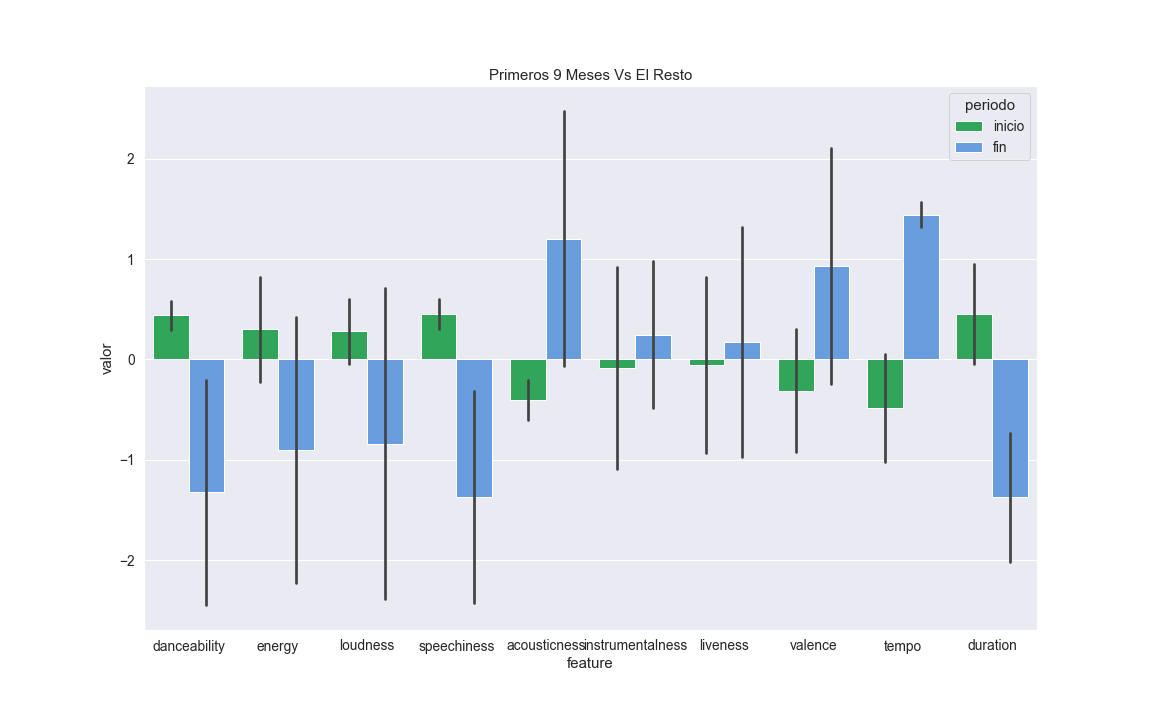 Primeros 9 Meses Vs El Resto
periodo
inicio
fin
2
1
0
−1
−2
valor
danceability energy loudness speechiness acousticness instrumentalness liveness valence tempo duration
feature